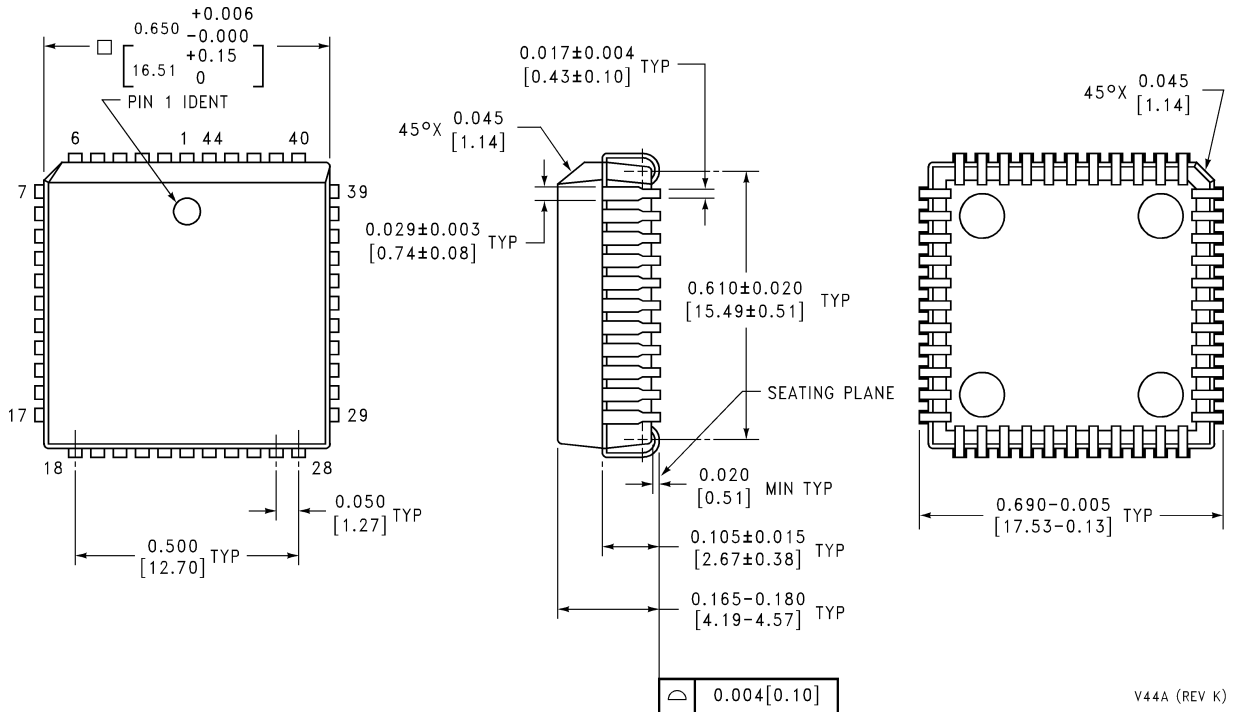 0.650 +0.006
-0.000
[16.51 +0.15
0]
PIN 1 IDENT
6 1 44 40
7 39
17 29
18 28
0.050
[1.27] TYP
0.500
[12.70] TYP
0.017±0.004
[0.43±0.10] TYP
45°X 0.045
[1.14]
0.029±0.003
[0.74±0.08] TYP
0.610±0.020
[15.49±0.51] TYP
SEATING PLANE
0.020
[0.51] MIN TYP
0.105±0.015
[2.67±0.38] TYP
0.165-0.180
[4.19-4.57] TYP
0.004[0.10]
45°X 0.045
[1.14]
0.690-0.005
[17.53-0.13] TYP
V44A (REV K)